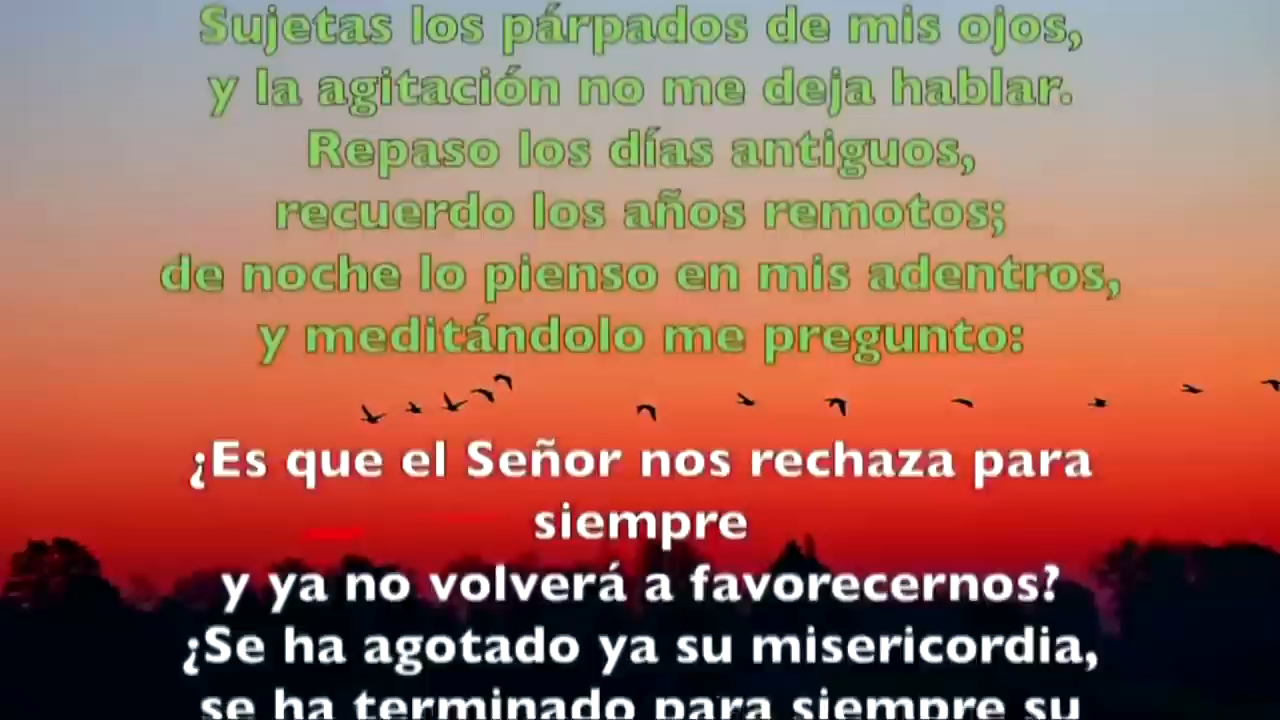 Sujetas los párpados de mis ojos,
y la agitación no me deja hablar.
Repaso los días antiguos,
recuerdo los años remotos;
de noche lo pienso en mis adentros,
y meditándolo me pregunto:
¿Es que el Señor nos rechaza para
siempre
y ya no volverá a favorecernos?
¿Se ha agotado ya su misericordia,
se ha terminado para siempre su